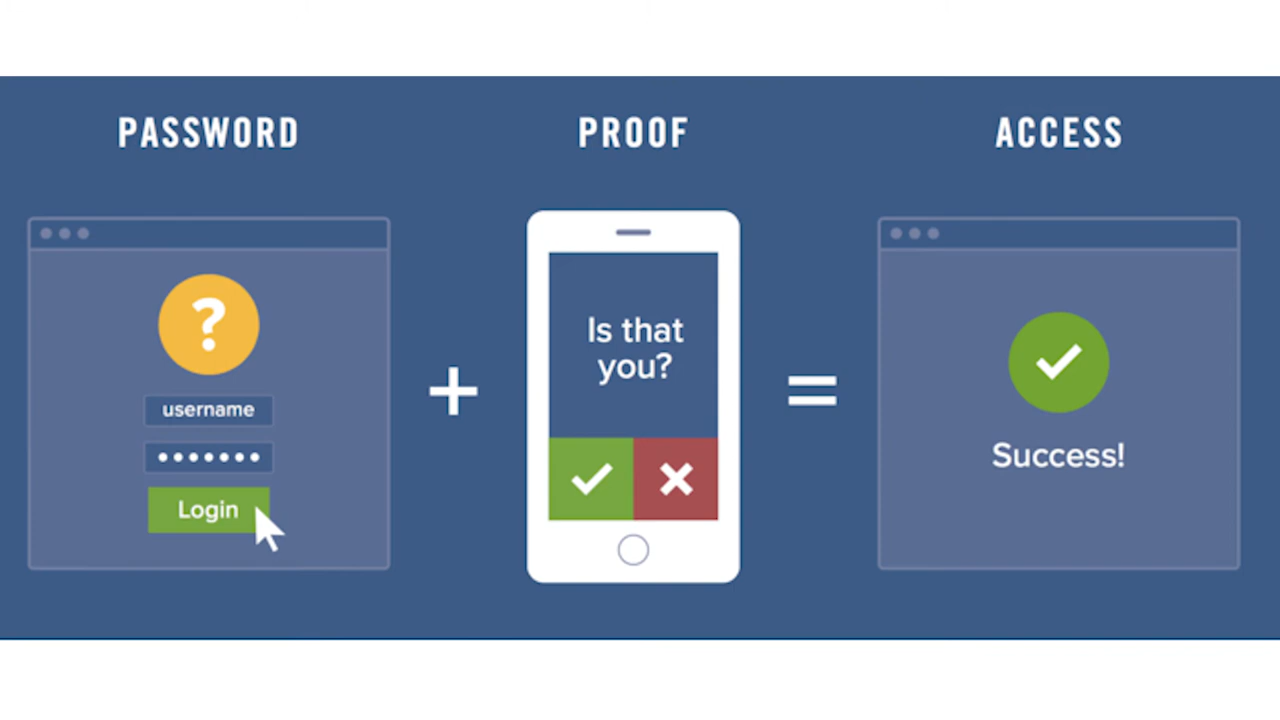 PASSWORD
PROOF
ACCESS
?
username
Login
+
Is that
you?
=
Success!